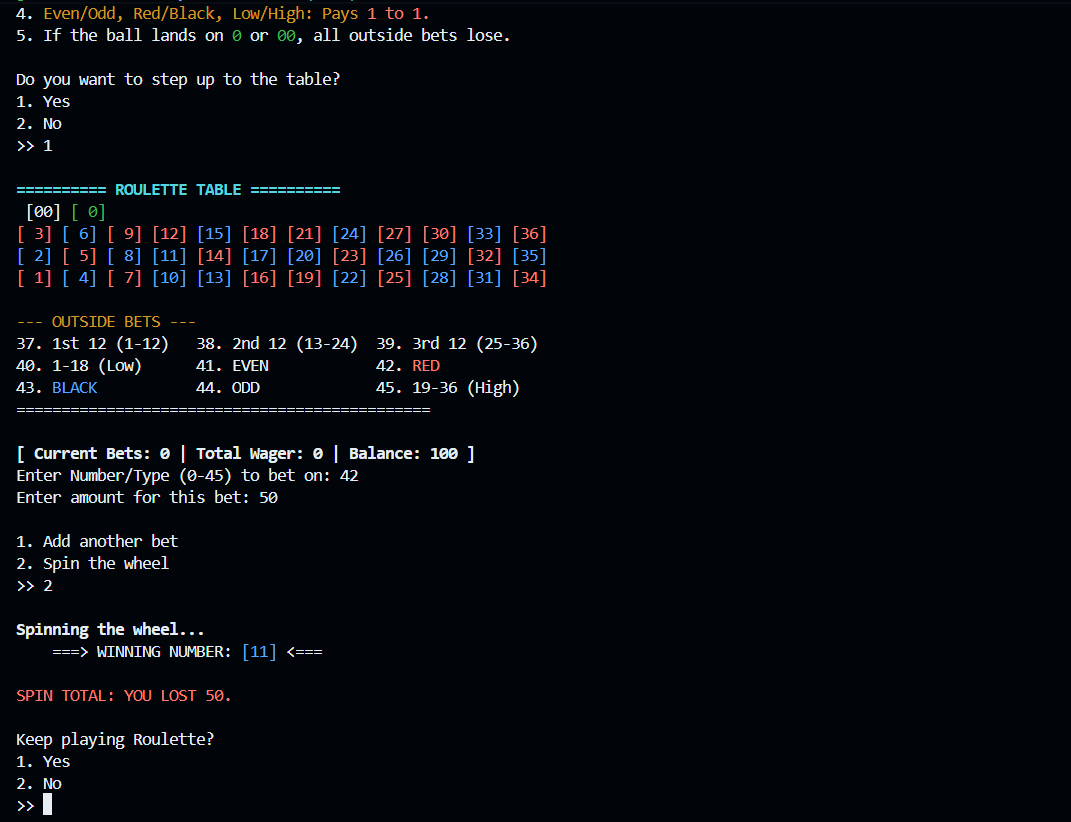 4. Even/Odd, Red/Black, Low/High: Pays 1 to 1.
5. If the ball lands on 0 or 00, all outside bets lose.
Do you want to step up to the table?
1. Yes
2. No
>> 1
========== ROULETTE TABLE ==========
[00] [ 0]
[ 3] [ 6] [ 9] [12] [15] [18] [21] [24] [27] [30] [33] [36]
[ 2] [ 5] [ 8] [11] [14] [17] [20] [23] [26] [29] [32] [35]
[ 1] [ 4] [ 7] [10] [13] [16] [19] [22] [25] [28] [31] [34]
--- OUTSIDE BETS ---
37. 1st 12 (1-12)   38. 2nd 12 (13-24)  39. 3rd 12 (25-36)
40. 1-18 (Low)      41. EVEN            42. RED
43. BLACK           44. ODD             45. 19-36 (High)
==============================================
[ Current Bets: 0 | Total Wager: 0 | Balance: 100 ]
Enter Number/Type (0-45) to bet on: 42
Enter amount for this bet: 50
1. Add another bet
2. Spin the wheel
>> 2
Spinning the wheel...
===> WINNING NUMBER: [11] <===
SPIN TOTAL: YOU LOST 50.
Keep playing Roulette?
1. Yes
2. No
>>